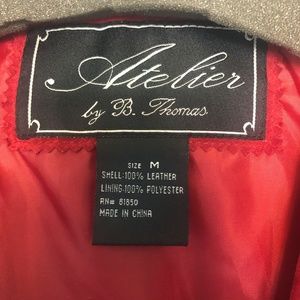 Atelier
by B. Thomas
SIZE M
SHELL:100% LEATHER
LINING:100% POLYESTER
RN# 81850
MADE IN CHINA